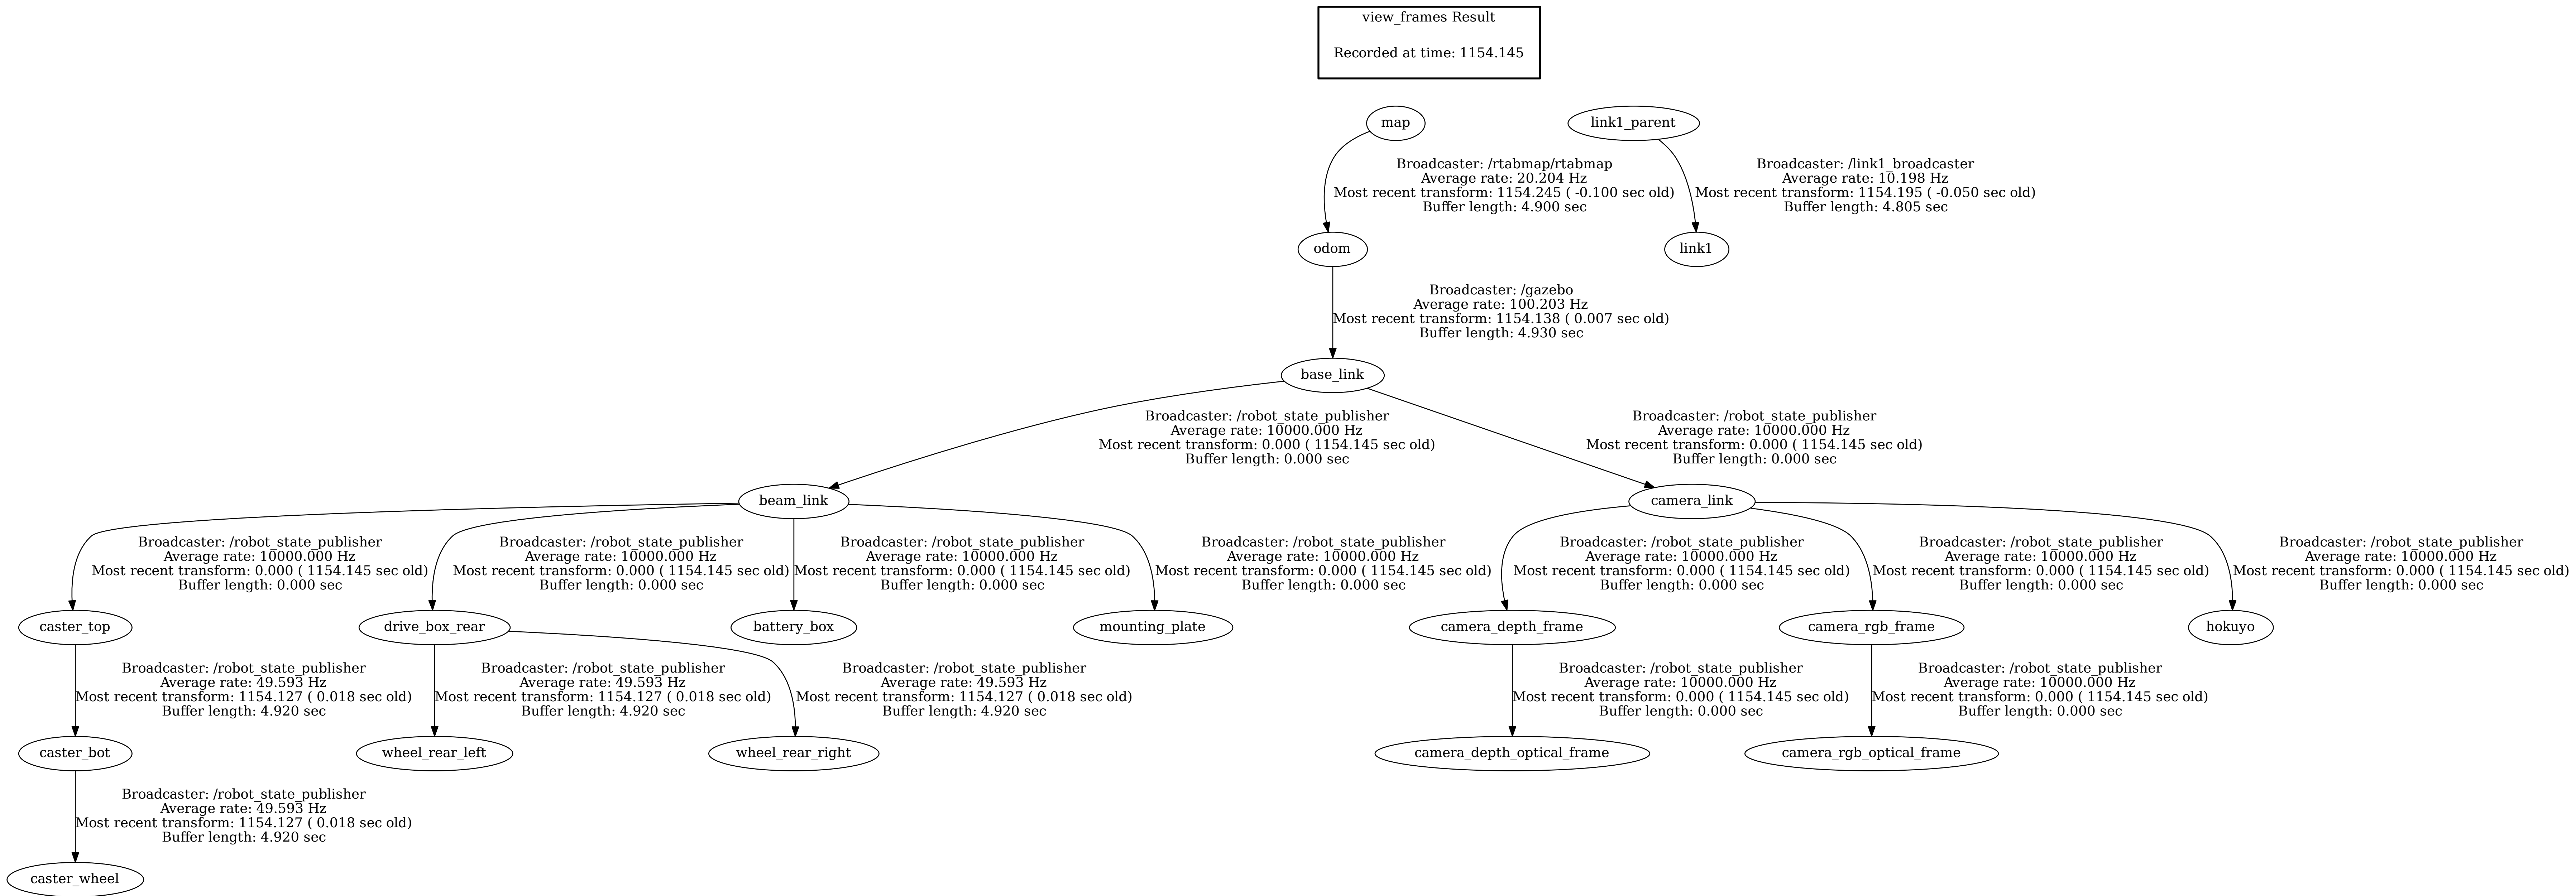 view_frames Result
Recorded at time: 1154.145
map
link1_parent
Broadcaster: /rtabmap/rtabmap
Average rate: 20.204 Hz
Most recent transform: 1154.245 ( -0.100 sec old)
Buffer length: 4.900 sec
Broadcaster: /link1_broadcaster
Average rate: 10.198 Hz
Most recent transform: 1154.195 ( -0.050 sec old)
Buffer length: 4.805 sec
odom
link1
Broadcaster: /gazebo
Average rate: 100.203 Hz
Most recent transform: 1154.138 ( 0.007 sec old)
Buffer length: 4.930 sec
base_link
Broadcaster: /robot_state_publisher
Average rate: 10000.000 Hz
Most recent transform: 0.000 ( 1154.145 sec old)
Buffer length: 0.000 sec
Broadcaster: /robot_state_publisher
Average rate: 10000.000 Hz
Most recent transform: 0.000 ( 1154.145 sec old)
Buffer length: 0.000 sec
beam_link
camera_link
Broadcaster: /robot_state_publisher
Average rate: 10000.000 Hz
Most recent transform: 0.000 ( 1154.145 sec old)
Buffer length: 0.000 sec
Broadcaster: /robot_state_publisher
Average rate: 10000.000 Hz
Most recent transform: 0.000 ( 1154.145 sec old)
Buffer length: 0.000 sec
Broadcaster: /robot_state_publisher
Average rate: 10000.000 Hz
Most recent transform: 0.000 ( 1154.145 sec old)
Buffer length: 0.000 sec
Broadcaster: /robot_state_publisher
Average rate: 10000.000 Hz
Most recent transform: 0.000 ( 1154.145 sec old)
Buffer length: 0.000 sec
Broadcaster: /robot_state_publisher
Average rate: 10000.000 Hz
Most recent transform: 0.000 ( 1154.145 sec old)
Buffer length: 0.000 sec
Broadcaster: /robot_state_publisher
Average rate: 10000.000 Hz
Most recent transform: 0.000 ( 1154.145 sec old)
Buffer length: 0.000 sec
Broadcaster: /robot_state_publisher
Average rate: 10000.000 Hz
Most recent transform: 0.000 ( 1154.145 sec old)
Buffer length: 0.000 sec
caster_top
drive_box_rear
battery_box
mounting_plate
camera_depth_frame
camera_rgb_frame
hokuyo
Broadcaster: /robot_state_publisher
Average rate: 49.593 Hz
Most recent transform: 1154.127 ( 0.018 sec old)
Buffer length: 4.920 sec
Broadcaster: /robot_state_publisher
Average rate: 49.593 Hz
Most recent transform: 1154.127 ( 0.018 sec old)
Buffer length: 4.920 sec
Broadcaster: /robot_state_publisher
Average rate: 49.593 Hz
Most recent transform: 1154.127 ( 0.018 sec old)
Buffer length: 4.920 sec
Broadcaster: /robot_state_publisher
Average rate: 10000.000 Hz
Most recent transform: 0.000 ( 1154.145 sec old)
Buffer length: 0.000 sec
Broadcaster: /robot_state_publisher
Average rate: 10000.000 Hz
Most recent transform: 0.000 ( 1154.145 sec old)
Buffer length: 0.000 sec
caster_bot
wheel_rear_left
wheel_rear_right
camera_depth_optical_frame
camera_rgb_optical_frame
Broadcaster: /robot_state_publisher
Average rate: 49.593 Hz
Most recent transform: 1154.127 ( 0.018 sec old)
Buffer length: 4.920 sec
caster_wheel